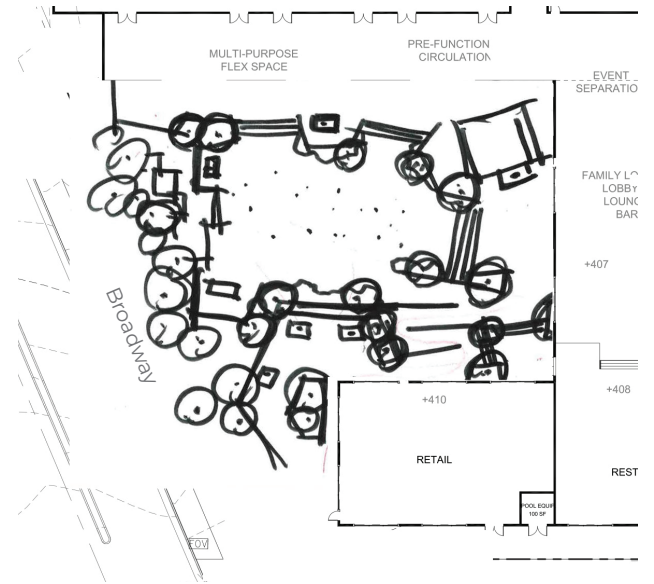 MULTI-PURPOSE
FLEX SPACE
PRE-FUNCTION
CIRCULATION
EVENT
SEPARATIO
FAMILY
LOBBY
LOUNG
BAR
+407
Broadway
+410
+408
RETAIL
REST
POOL EQUIP
100 SF
EOV